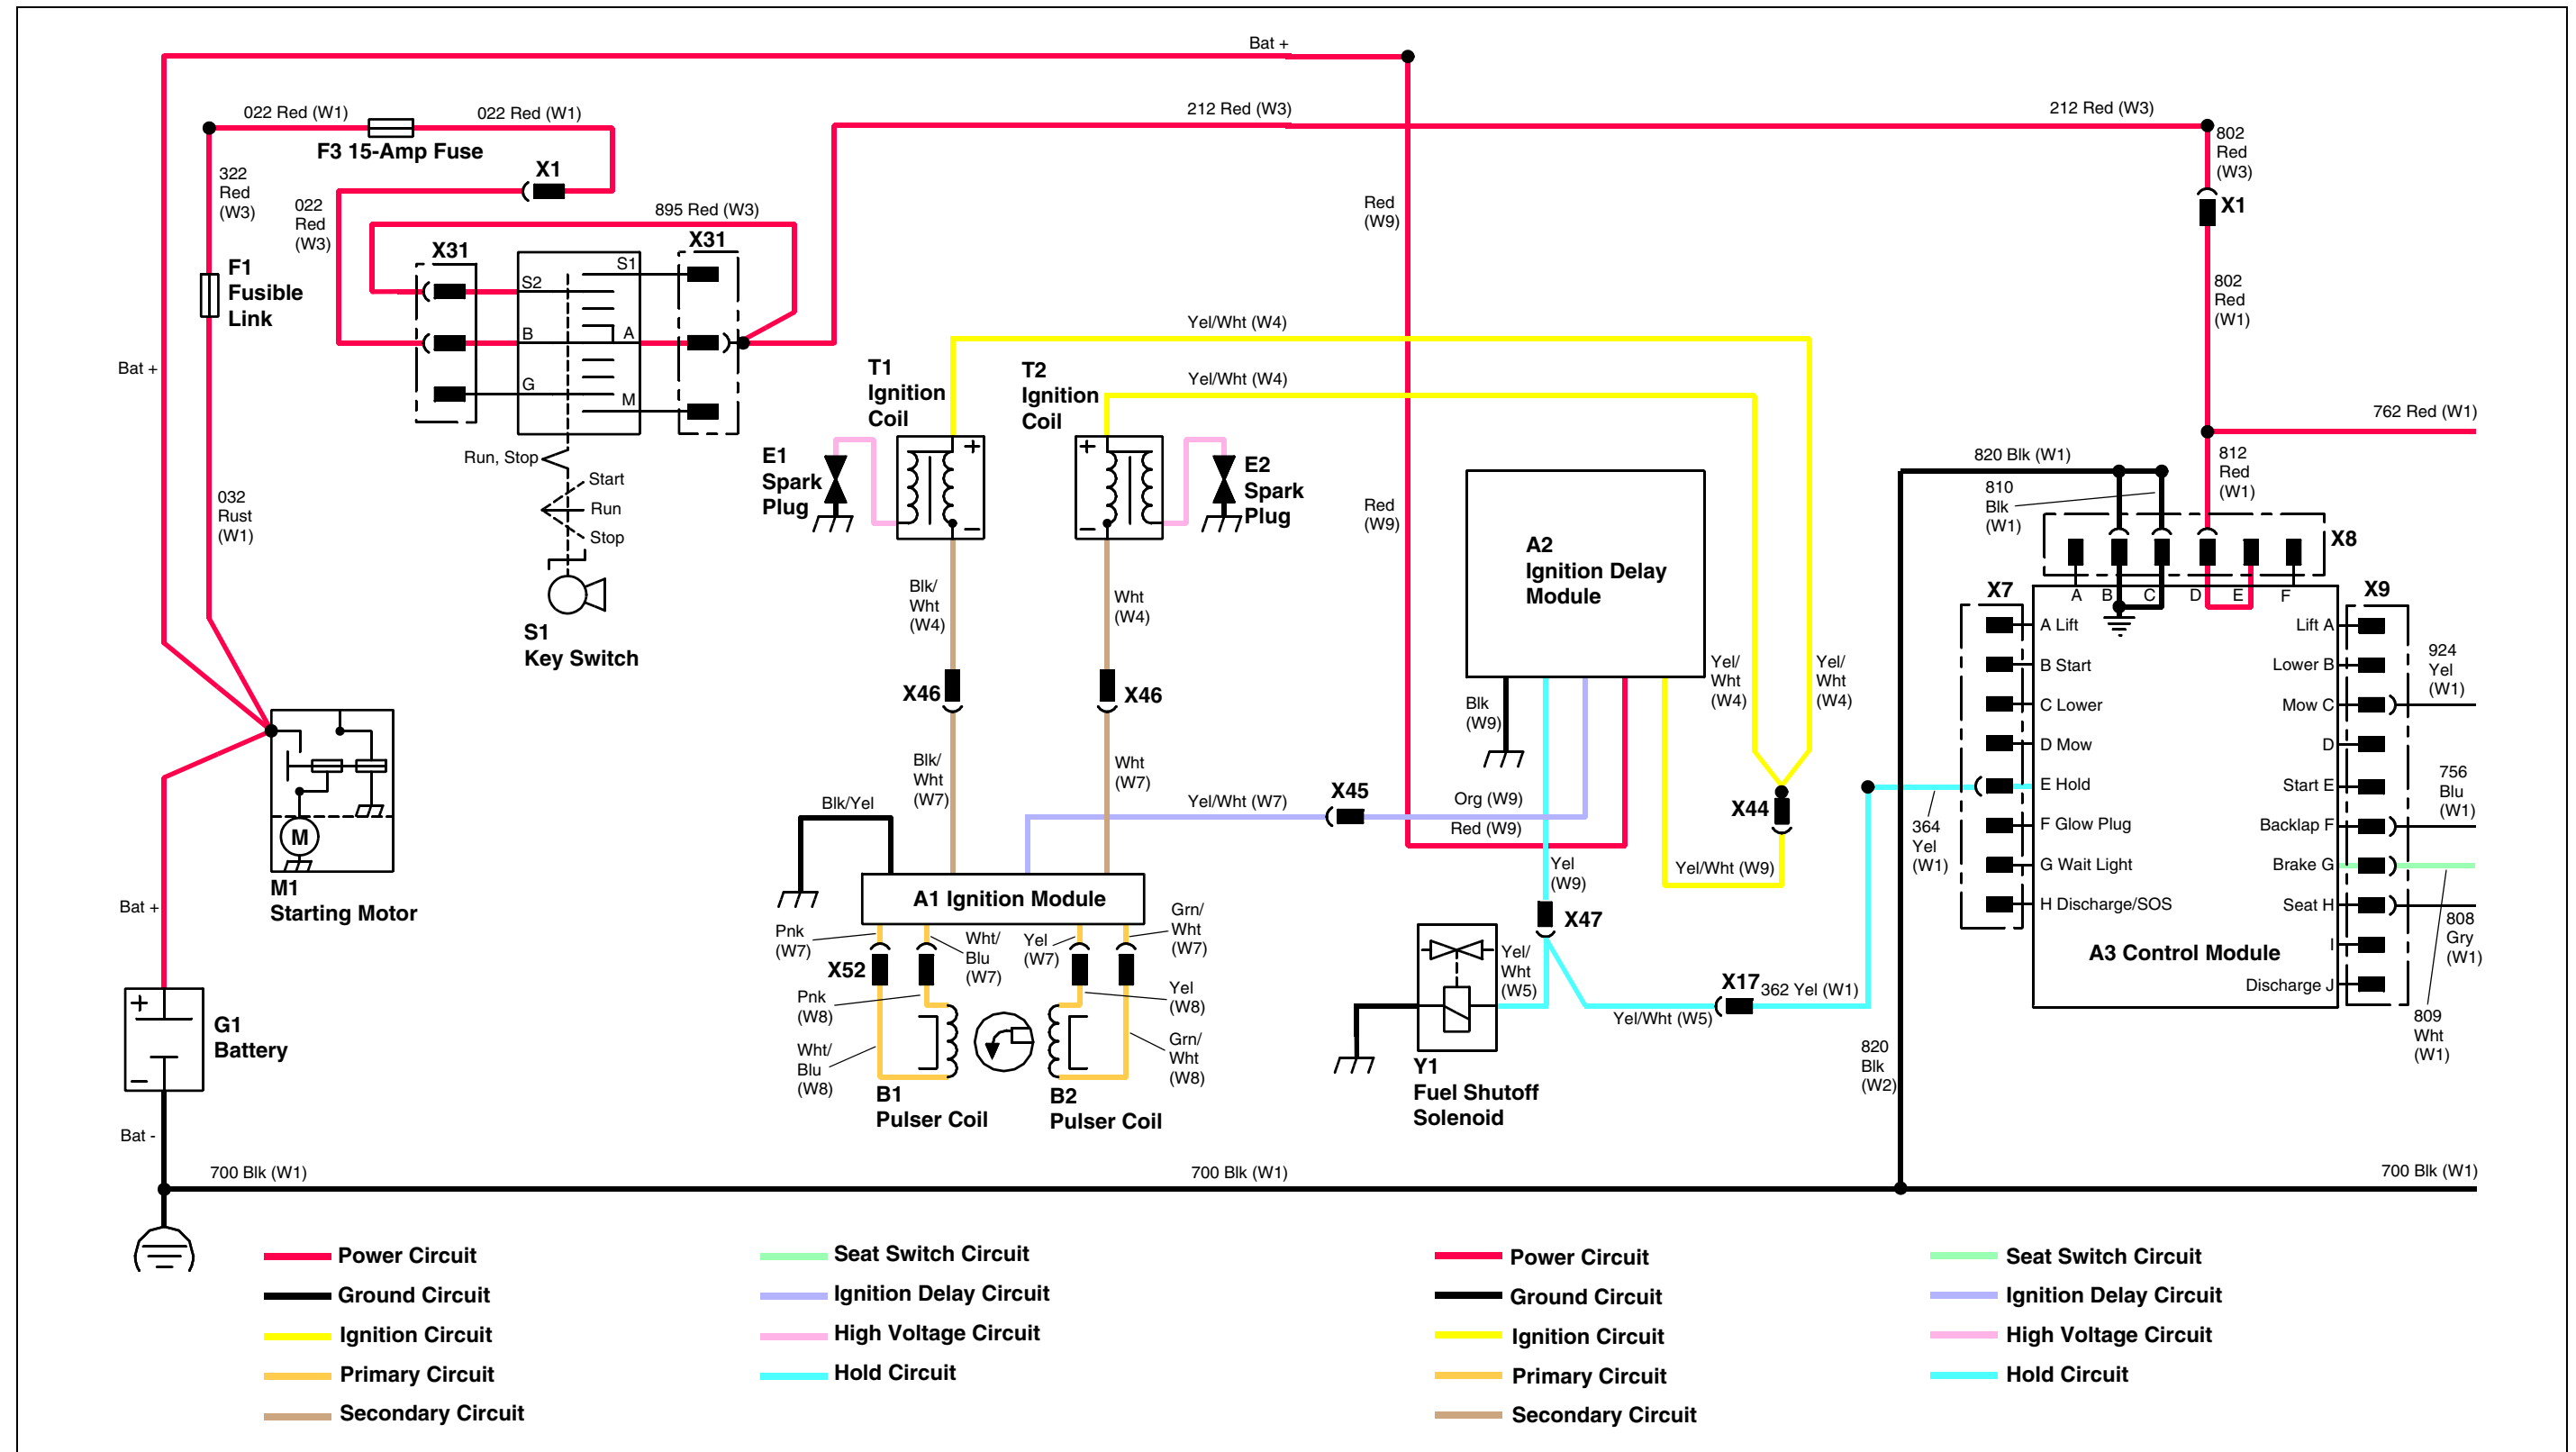 Bat +
022 Red (W1)
022 Red (W1)
F3 15-Amp Fuse
212 Red (W3)
212 Red (W3)
802
Red
(W3)
X1
X1
322
Red
(W3)
022
Red
(W3)
895 Red (W3)
Red
(W9)
X31
X31
F1
Fusible
Link
S1
S2
B
A
G
M
802
Red
(W1)
Bat +
Yel/Wht (W4)
Yel/Wht (W4)
T1
Ignition
Coil
T2
Ignition
Coil
762 Red (W1)
Run, Stop
Start
Run
Stop
S1
Key Switch
E1
Spark
Plug
+
–
+
–
E2
Spark
Plug
032
Rust
(W1)
Red
(W9)
A2
Ignition Delay
Module
820 Blk (W1)
810
Blk
(W1)
812
Red
(W1)
X8
A
B
C
D
E
F
X7
X9
Blk/
Wht
(W4)
Wht
(W4)
X46
X46
Blk
(W9)
Yel/
Wht
(W4)
Yel/
Wht
(W4)
A Lift
B Start
C Lower
D Mow
E Hold
F Glow Plug
G Wait Light
H Discharge/SOS
Lift A
Lower B
Mow C
D
Start E
Backlap F
Brake G
Seat H
I
Discharge J
A3 Control Module
924
Yel
(W1)
756
Blu
(W1)
808
Gry
(W1)
809
Wht
(W1)
M
M1
Starting Motor
Blk/
Wht
(W7)
Wht
(W7)
Blk/Yel
Yel/Wht (W7)
X45
Org (W9)
Red (W9)
X44
Yel/Wht (W9)
Yel
(W9)
364
Yel
(W1)
Bat +
A1 Ignition Module
Pnk
(W7)
Wht/
Blu
(W7)
Yel
(W7)
Grn/
Wht
(W7)
X52
X47
Pnk
(W8)
Yel
(W8)
Wht/
Blu
(W8)
Grn/
Wht
(W8)
B1
Pulser Coil
B2
Pulser Coil
Yel/
Wht
(W5)
X17
362 Yel (W1)
Yel/Wht (W5)
Y1
Fuel Shutoff
Solenoid
820
Blk
(W2)
+
–
G1
Battery
Bat -
700 Blk (W1)
700 Blk (W1)
700 Blk (W1)
Power Circuit
Ground Circuit
Ignition Circuit
Primary Circuit
Secondary Circuit
Seat Switch Circuit
Ignition Delay Circuit
High Voltage Circuit
Hold Circuit
Power Circuit
Ground Circuit
Ignition Circuit
Primary Circuit
Secondary Circuit
Seat Switch Circuit
Ignition Delay Circuit
High Voltage Circuit
Hold Circuit